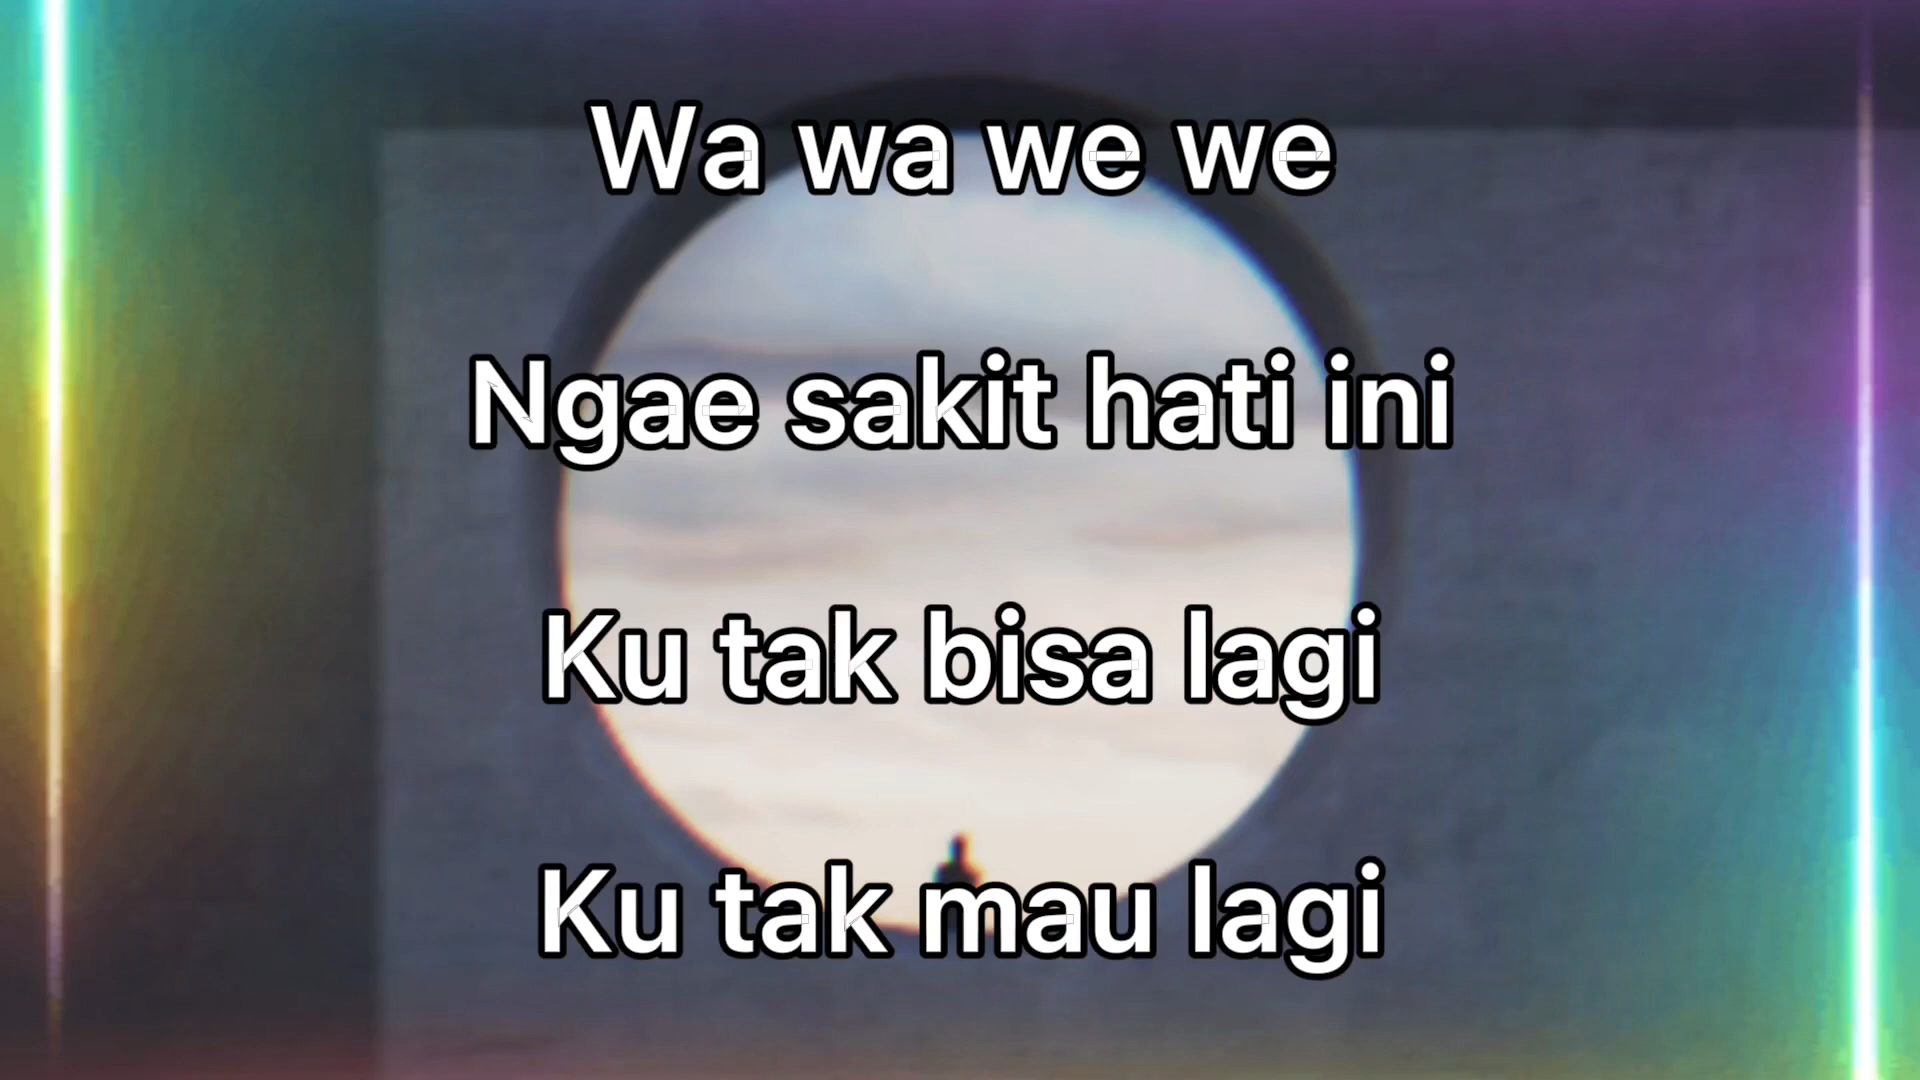 Wa wa we we
Ngae sakit hati ini
Ku tak bisa lagi
Ku tak mau lagi